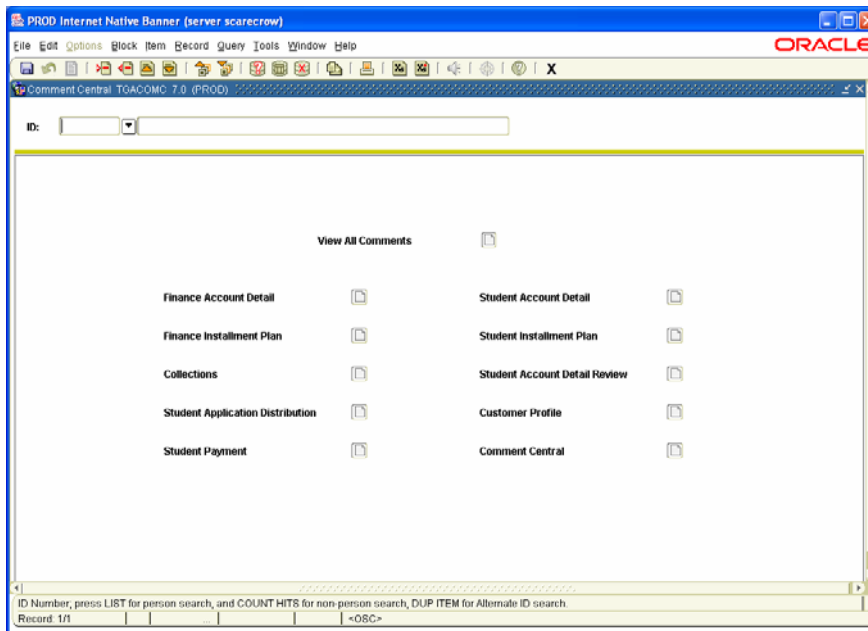 PROD Internet Native Banner (server scarecrow)
File Edit Options Block Item Record Query Tools Window Help
ORACLE
X
Comment Central TGACOMC 7.0 (PROD)
ID:
View All Comments
Finance Account Detail Student Account Detail
Finance Installment Plan Student Installment Plan
Collections Student Account Detail Review
Student Application Distribution Customer Profile
Student Payment Comment Central
ID Number; press LIST for person search, and COUNT HITS for non-person search, DUP ITEM for Alternate ID search.
Record: 1/1 ... <OSC>